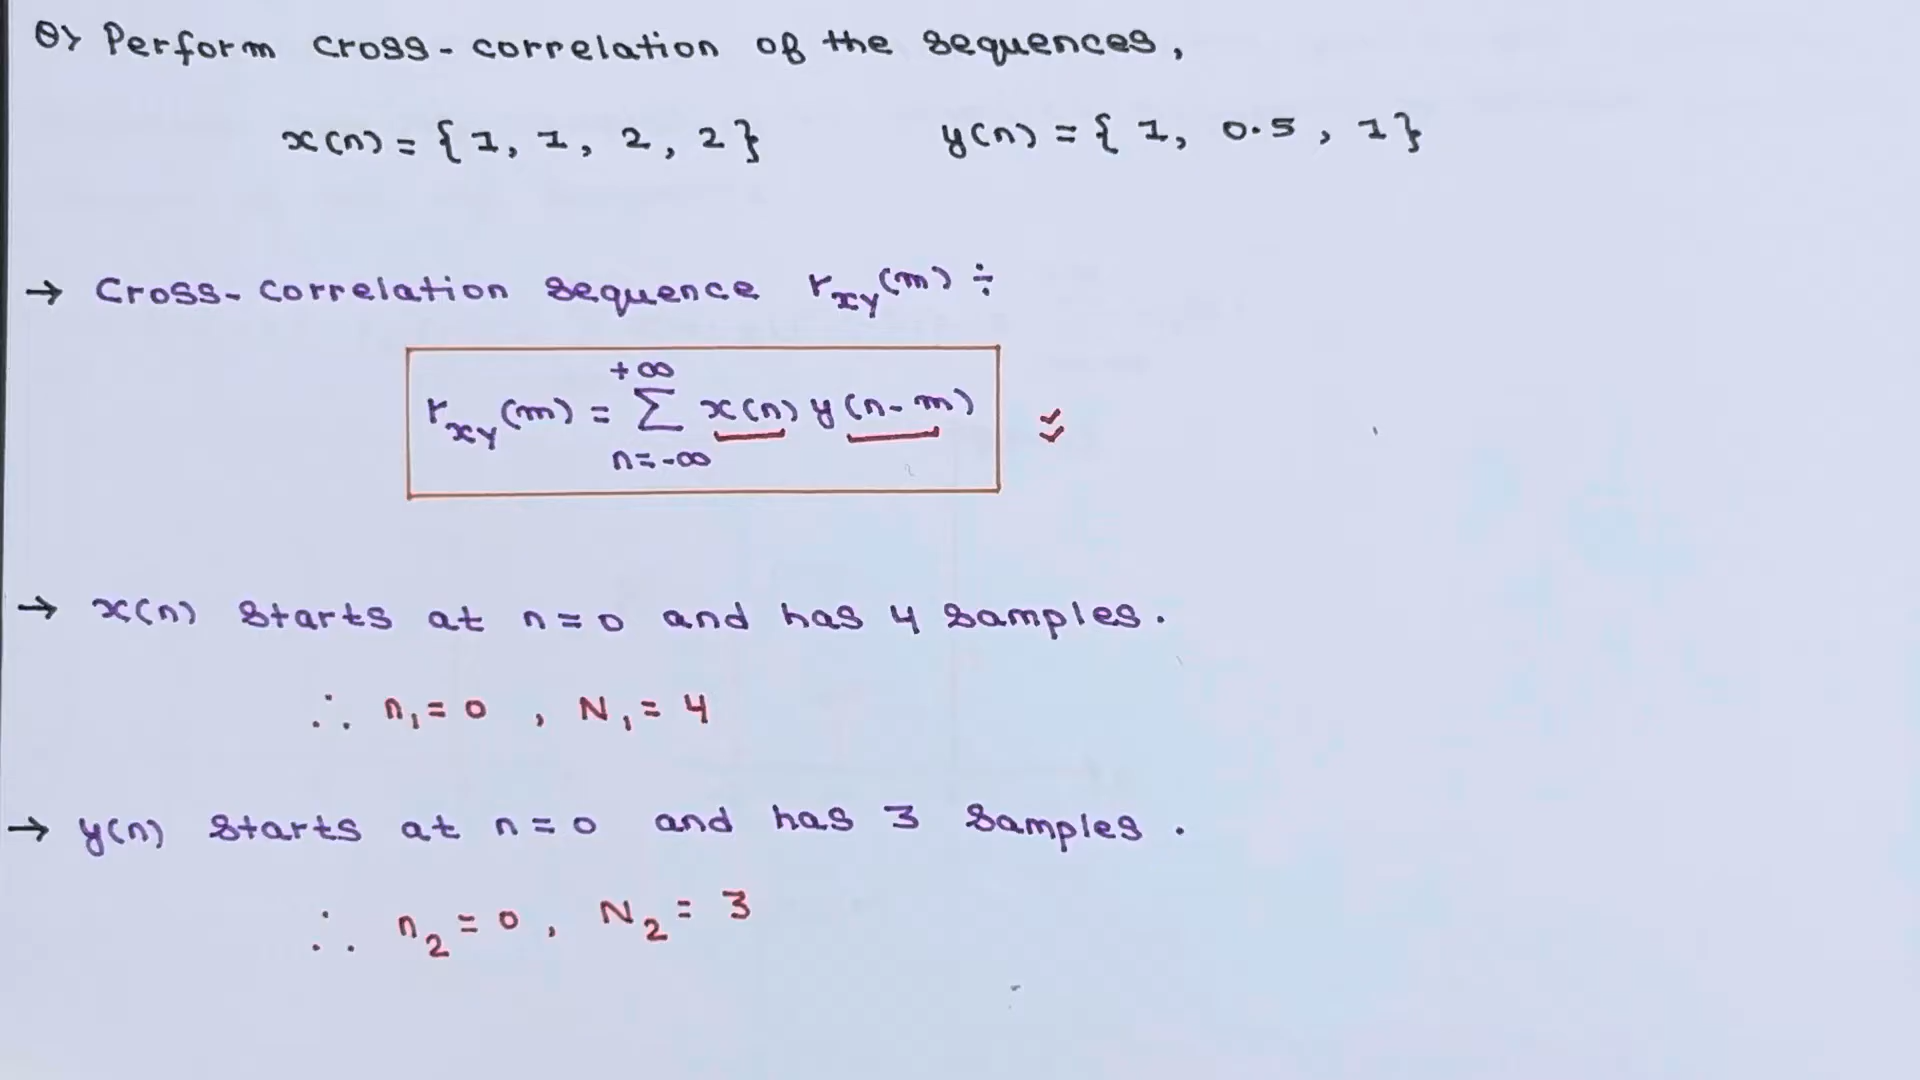 Q> Perform cross-correlation of the sequences,
x(n) = {1, 1, 2, 2} y(n) = {1, 0.5, 1}
→ Cross-correlation sequence rxy(m) ÷
+∞
rxy(m) = Σ x(n) y(n-m)
n=-∞
→ x(n) starts at n=0 and has 4 samples.
∴ n₁=0, N₁=4
→ y(n) starts at n=0 and has 3 samples.
∴ n₂=0, N₂=3